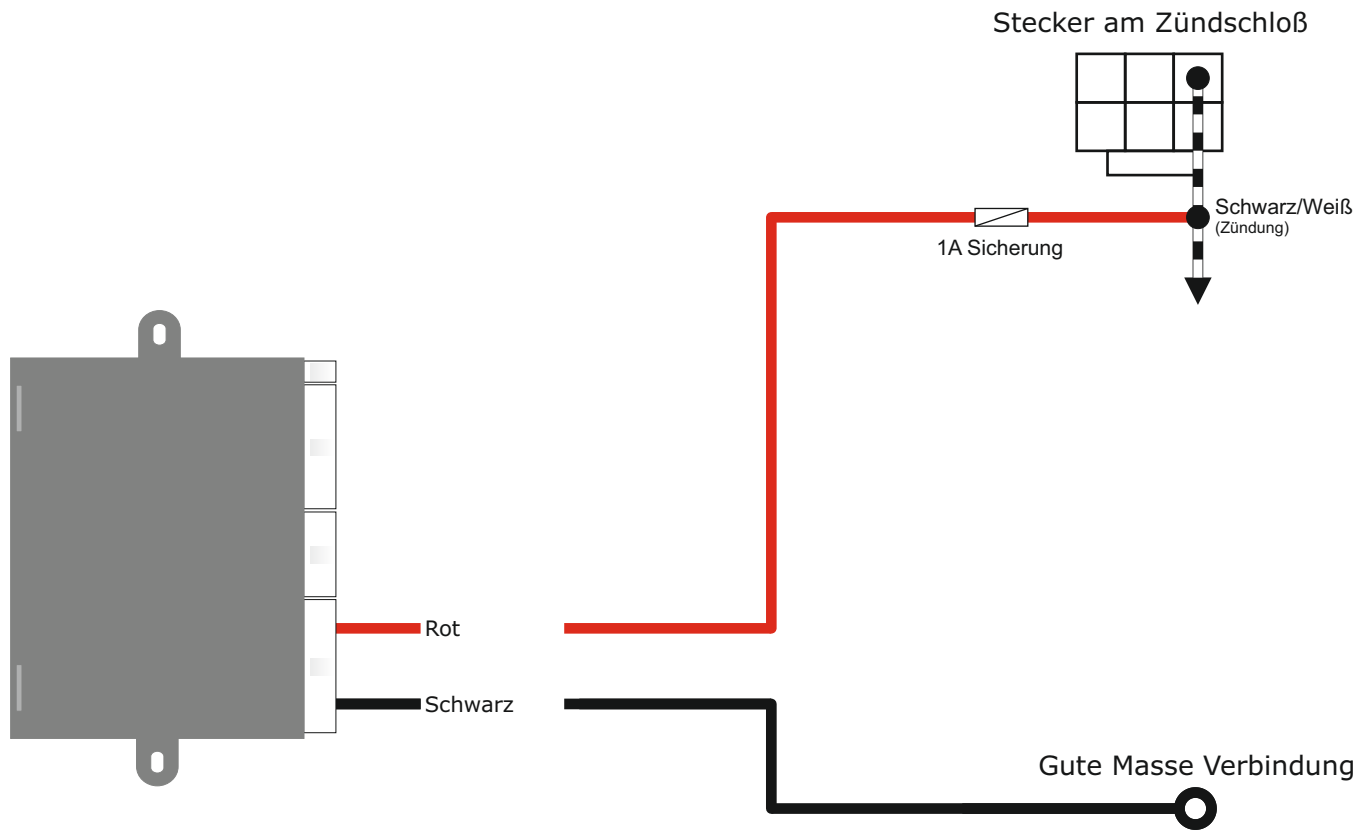 Stecker am Zündschloß
Schwarz/Weiß
(Zündung)
1A Sicherung
Rot
Schwarz
Gute Masse Verbindung